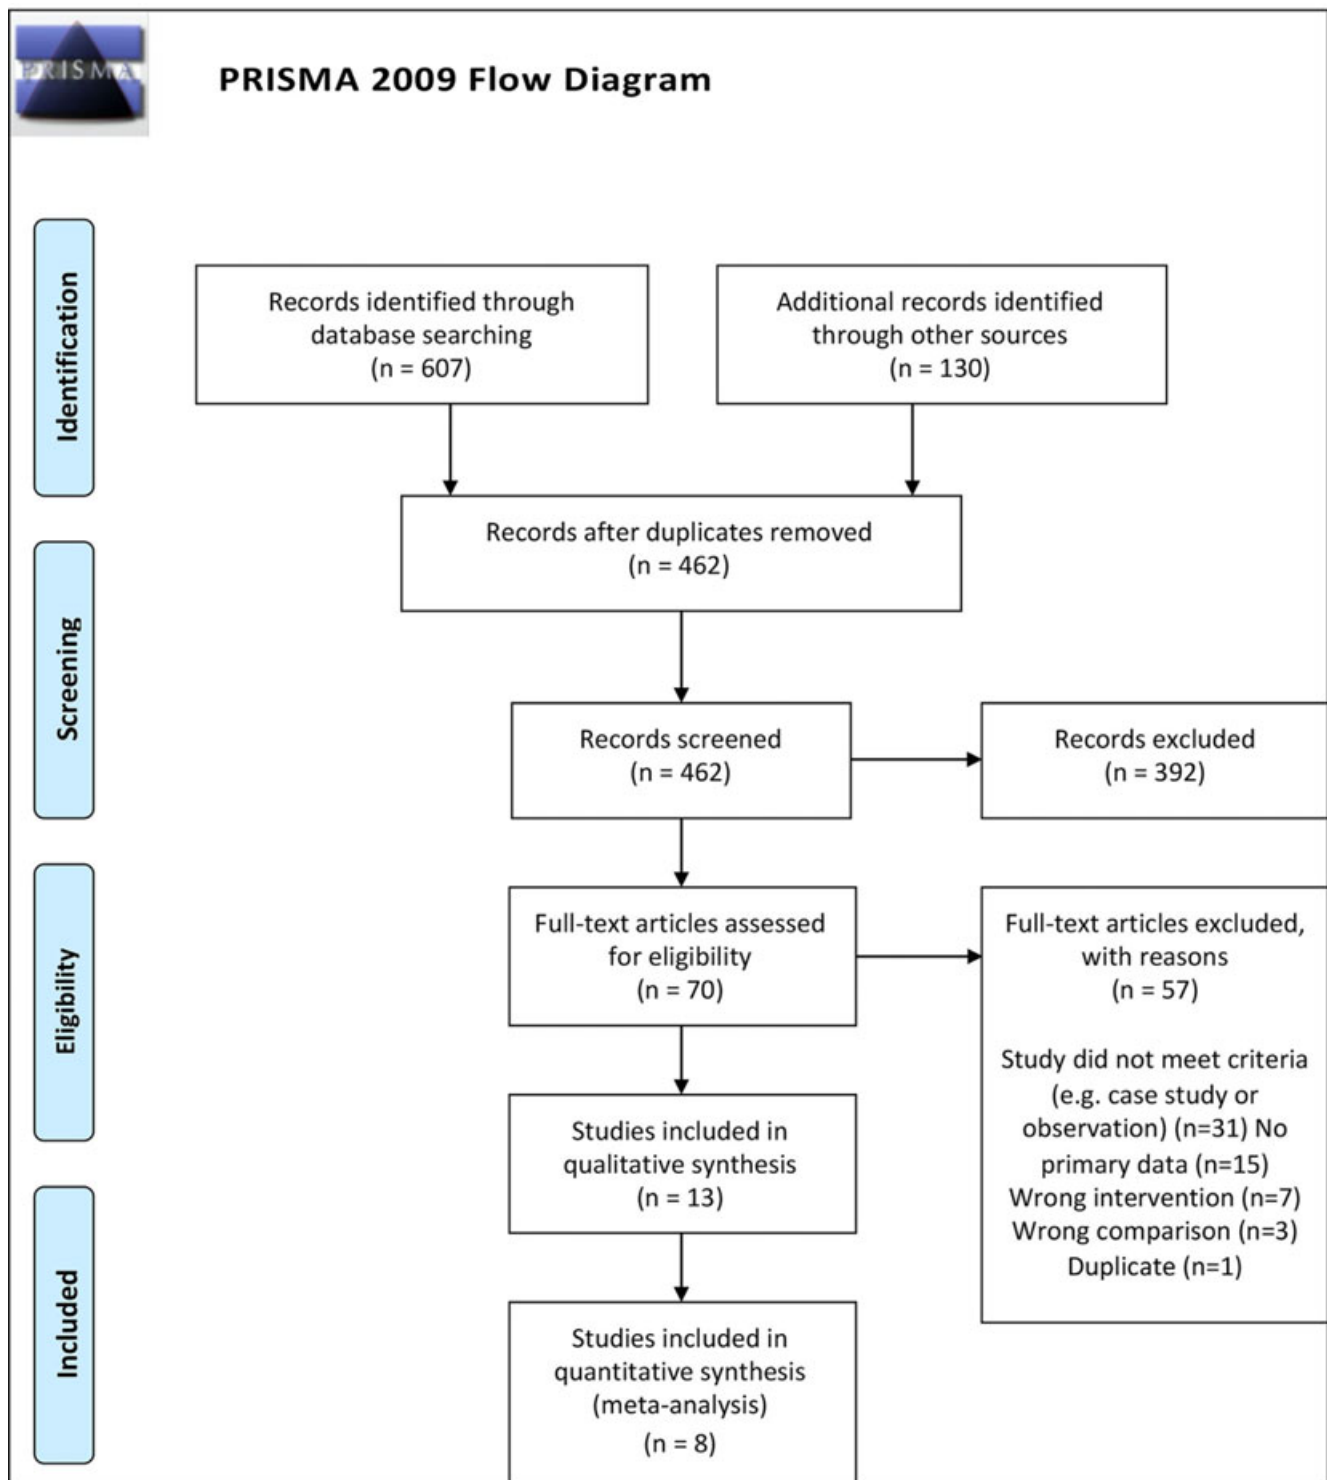 PRISMA
PRISMA 2009 Flow Diagram
Identification
Records identified through
database searching
(n = 607)
Additional records identified
through other sources
(n = 130)
Records after duplicates removed
(n = 462)
Screening
Records screened
(n = 462)
Records excluded
(n = 392)
Eligibility
Full-text articles assessed
for eligibility
(n = 70)
Full-text articles excluded,
with reasons
(n = 57)
Study did not meet criteria
(e.g. case study or
observation) (n=31) No
primary data (n=15)
Wrong intervention (n=7)
Wrong comparison (n=3)
Duplicate (n=1)
Studies included in
qualitative synthesis
(n = 13)
Included
Studies included in
quantitative synthesis
(meta-analysis)
(n = 8)